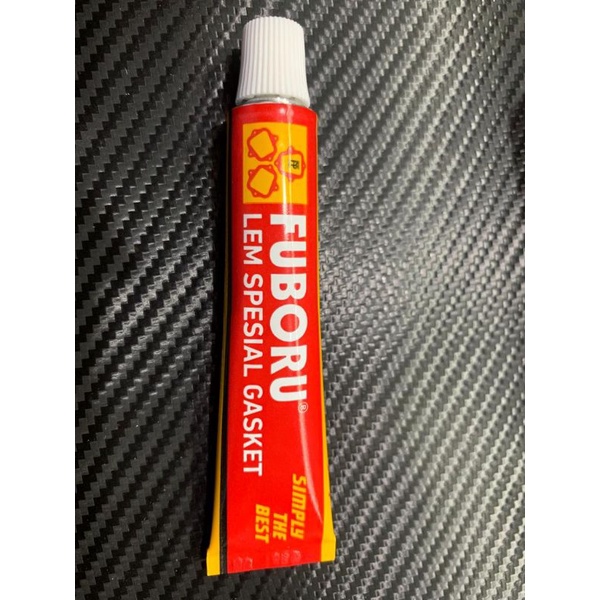 FUBORU®
LEM SPESIAL GASKET
SIMPLY
THE
BEST